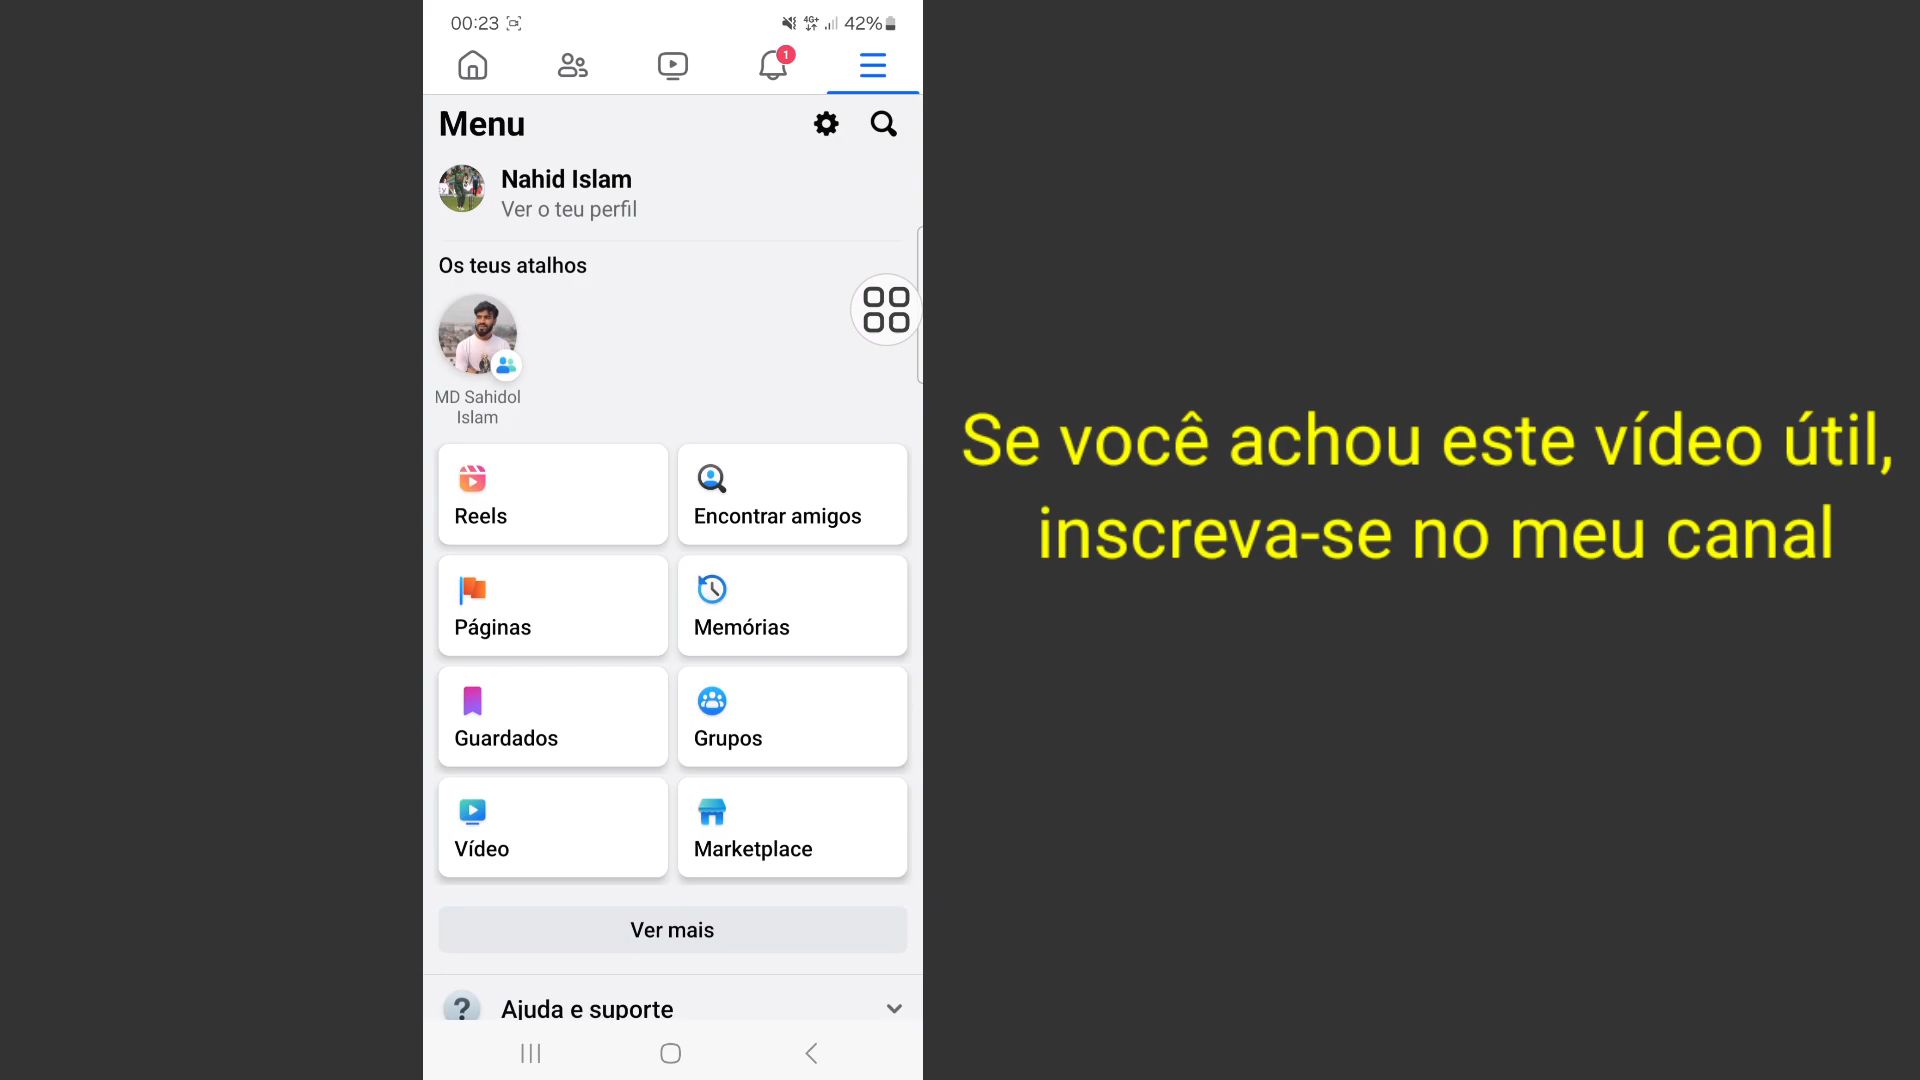 00:23
4G+
42%
1
Menu
Nahid Islam
Ver o teu perfil
Os teus atalhos
MD Sahidol
Islam
Reels
Encontrar amigos
Páginas
Memórias
Guardados
Grupos
Vídeo
Marketplace
Ver mais
? Ajuda e suporte
Se você achou este vídeo útil,
inscreva-se no meu canal